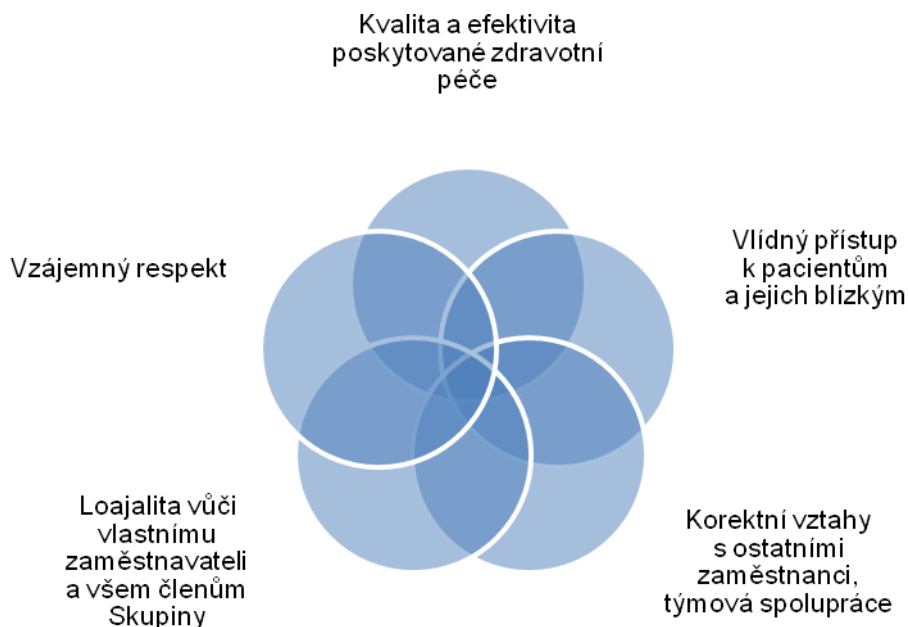 Kvalita a efektivita
poskytované zdravotní
péče
Vzájemný respekt
Vlídný přístup
k pacientům
a jejich blízkým
Loajalita vůči
vlastnímu
zaměstnavateli
a všem členům
Skupiny
Korektní vztahy
s ostatními
zaměstnanci,
týmová spolupráce